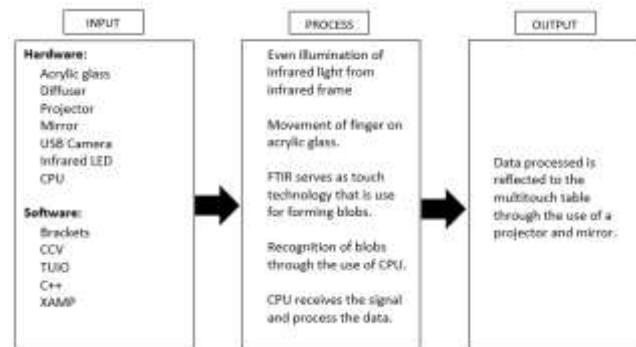 INPUT
Hardware:
Acrylic glass
Diffuser
Projector
Mirror
USB Camera
Infrared LED
CPU
Software:
Brackets
CCV
TUIO
C++
XAMP
PROCESS
Even illumination of
infrared light from
infrared frame
Movement of finger on
acrylic glass.
FTIR serves as touch
technology that is use
for forming blobs.
Recognition of blobs
through the use of CPU.
CPU receives the signal
and process the data.
OUTPUT
Data processed is
reflected to the
multitouch table
through the use of a
projector and mirror.